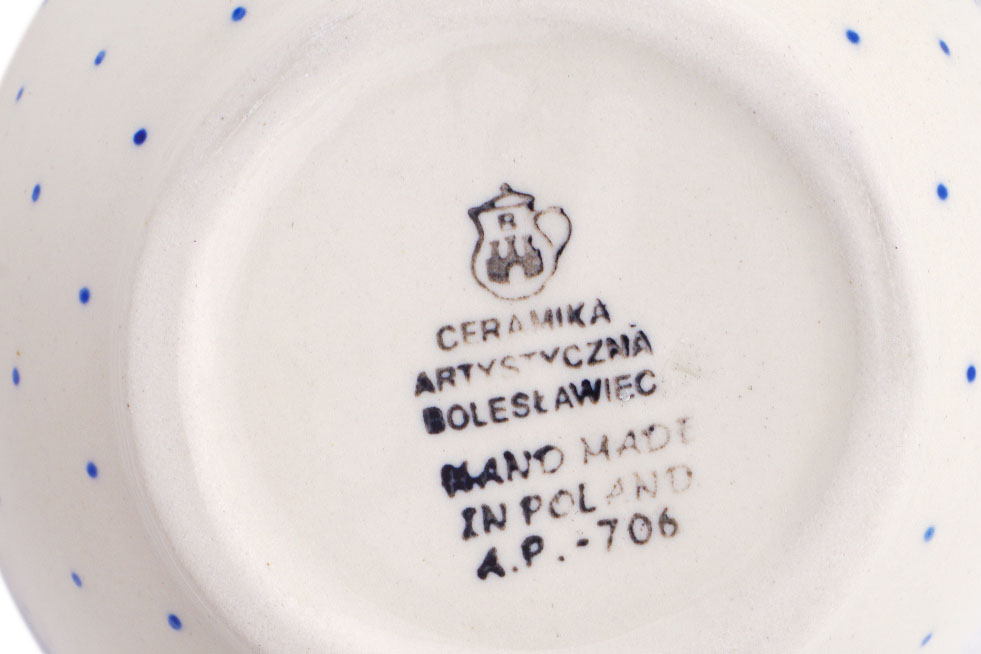 B
CERAMIKA
ARTYSTYCZNA
BOLESŁAWIEC
HAND MADE
IN POLAND
A.P.-706